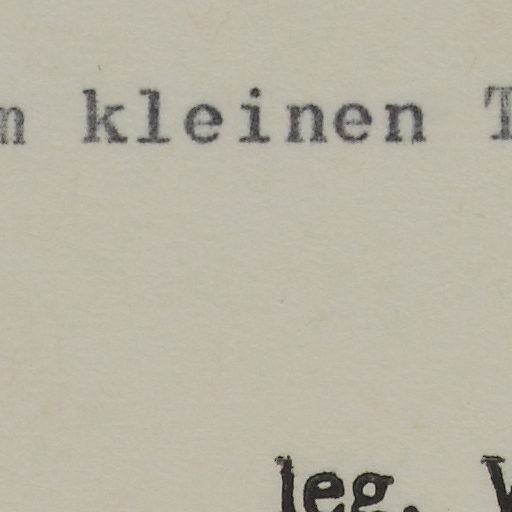 m kleinen T
leg. W